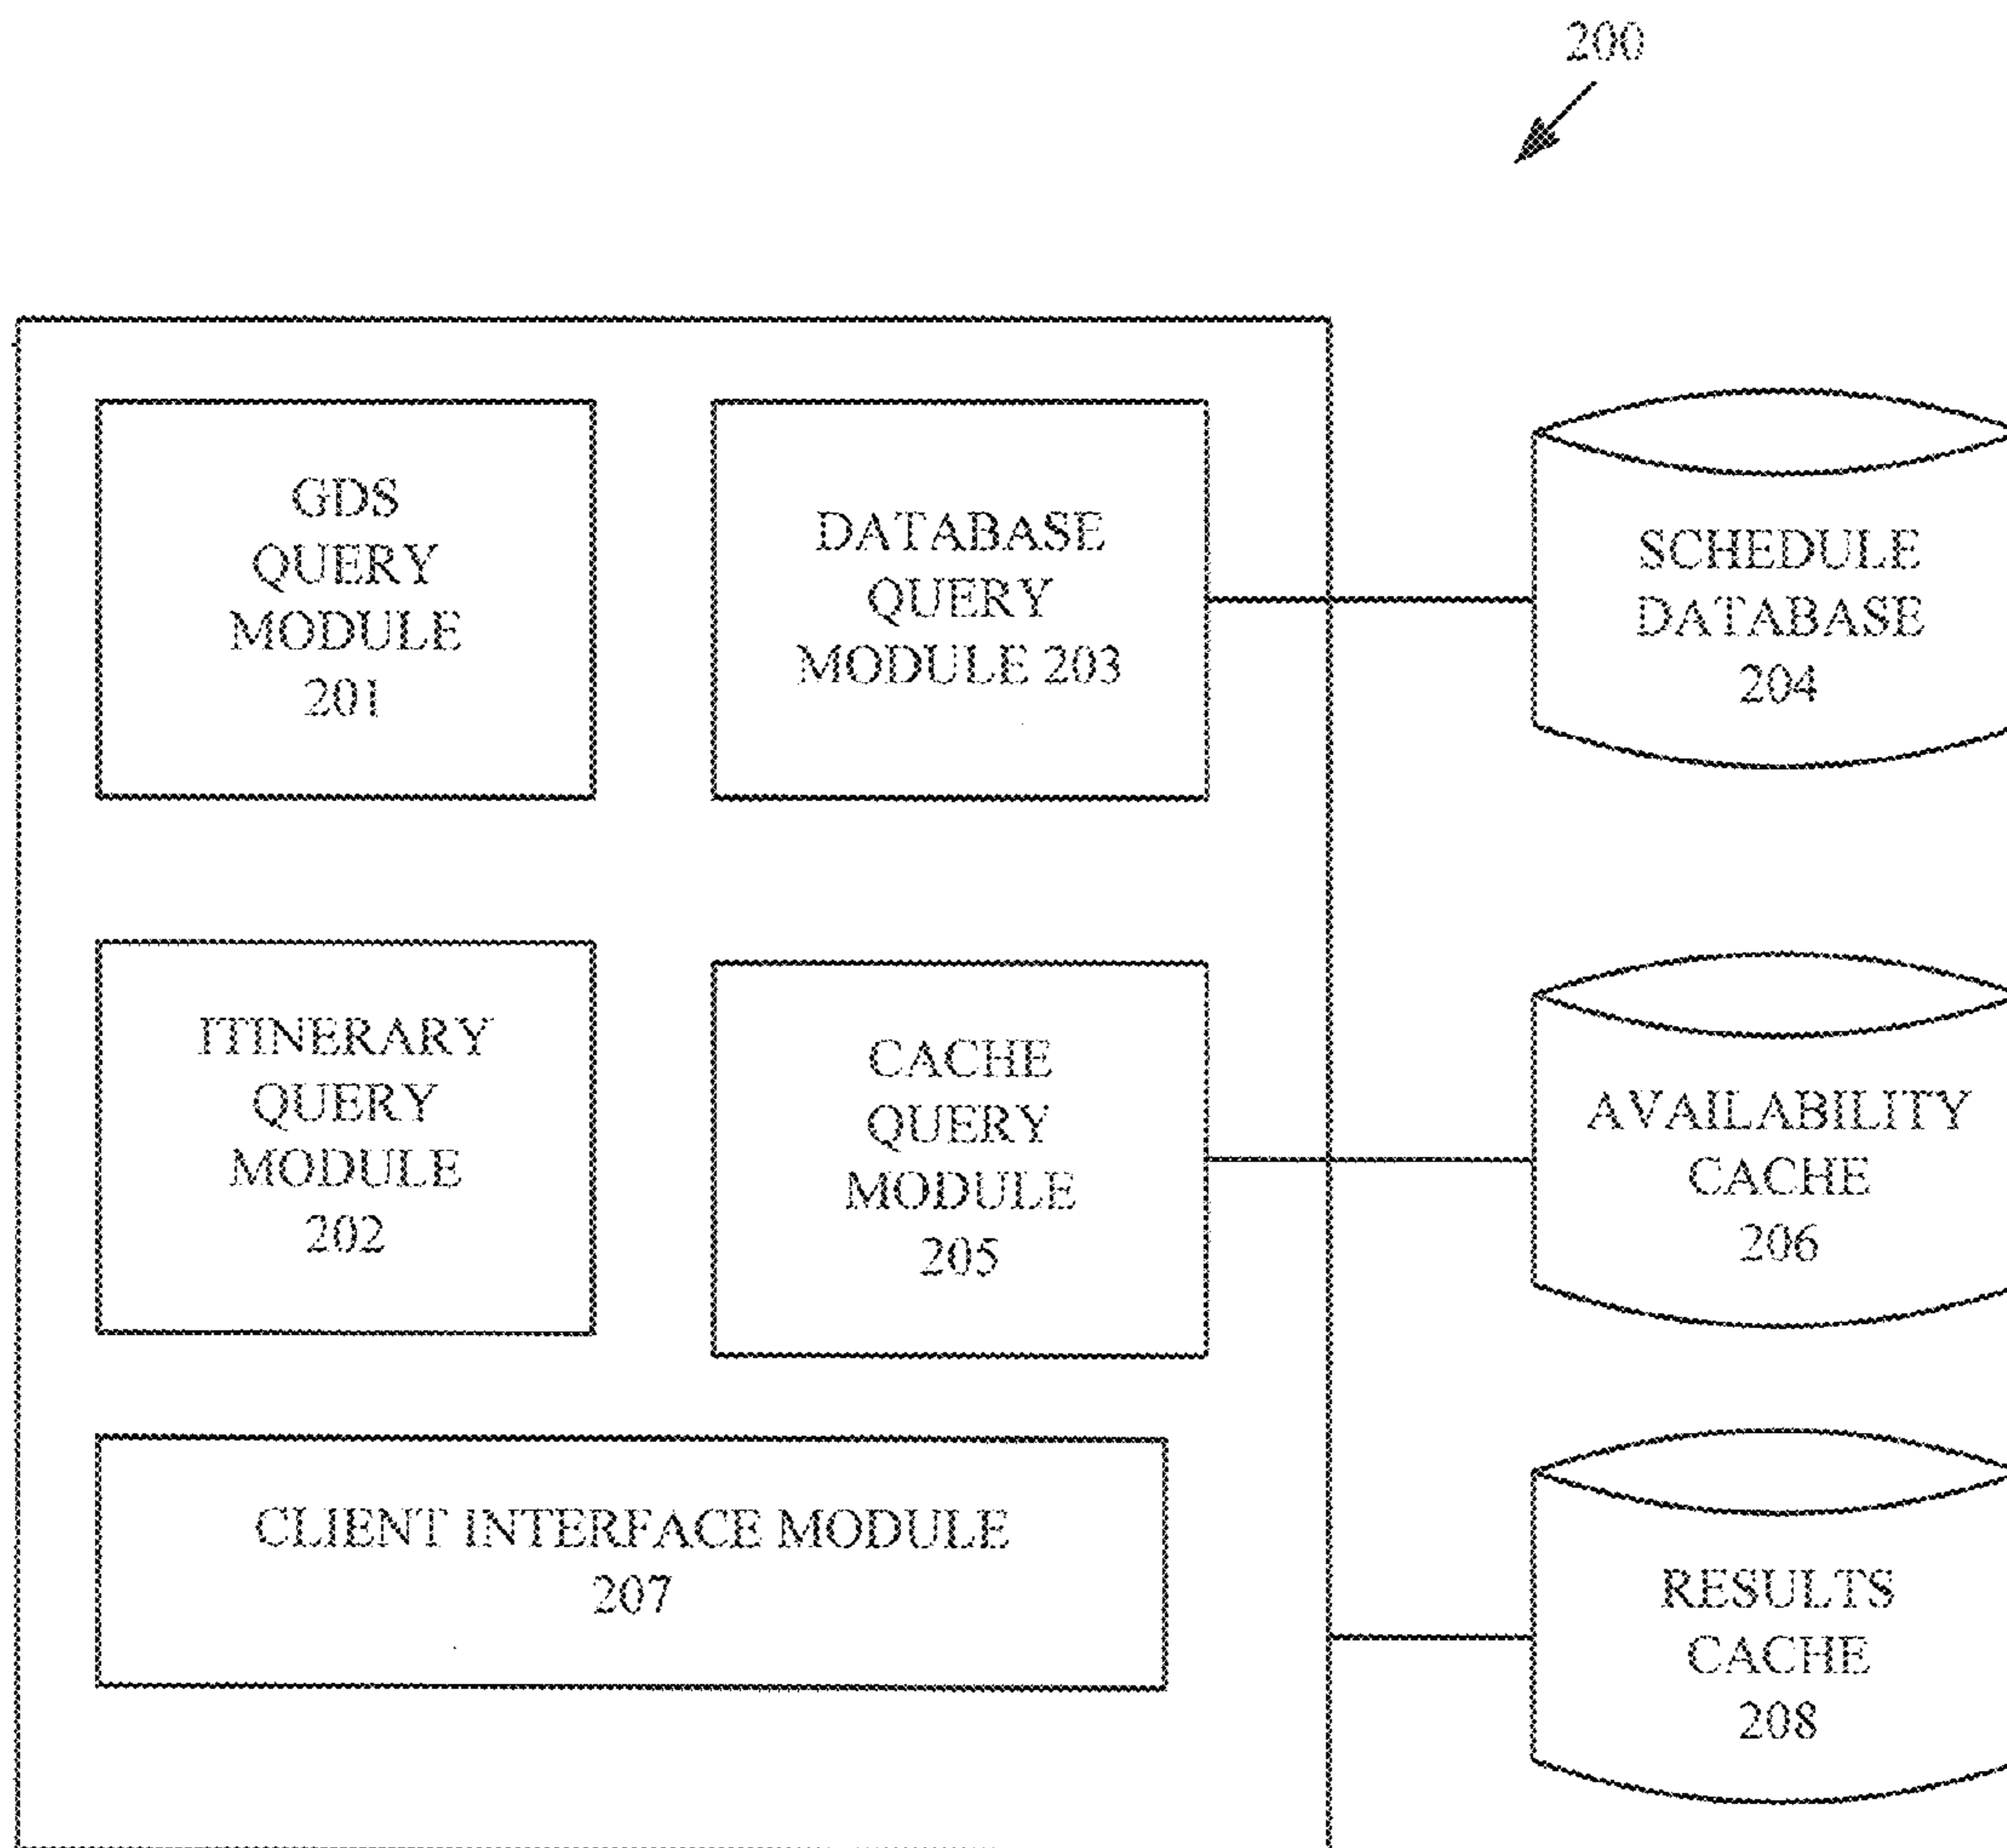 200
GDS
QUERY
MODULE
201
DATABASE
QUERY
MODULE 203
SCHEDULE
DATABASE
204
ITINERARY
QUERY
MODULE
202
CACHE
QUERY
MODULE
205
AVAILABILITY
CACHE
206
CLIENT INTERFACE MODULE
207
RESULTS
CACHE
208